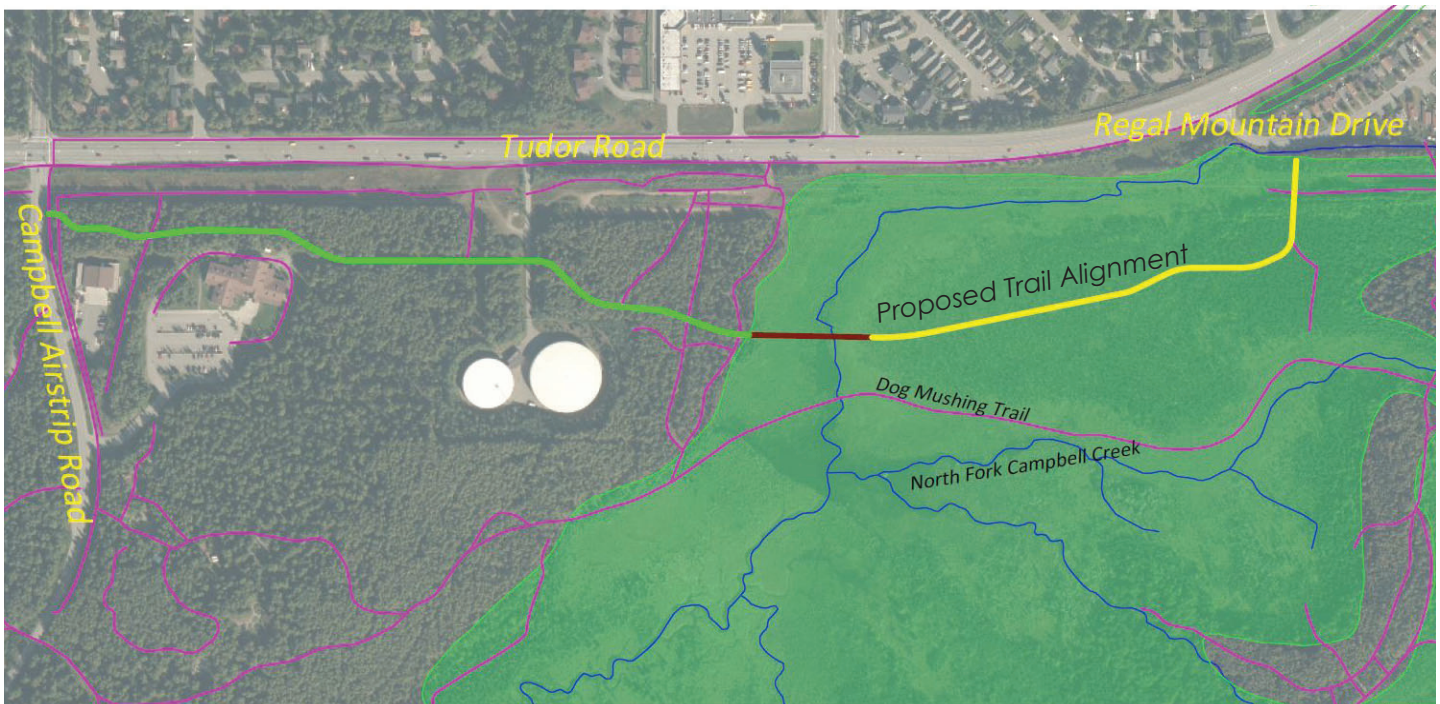 Tudor Road
Regal Mountain Drive
Campbell Airstrip Road
Proposed Trail Alignment
Dog Mushing Trail
North Fork Campbell Creek